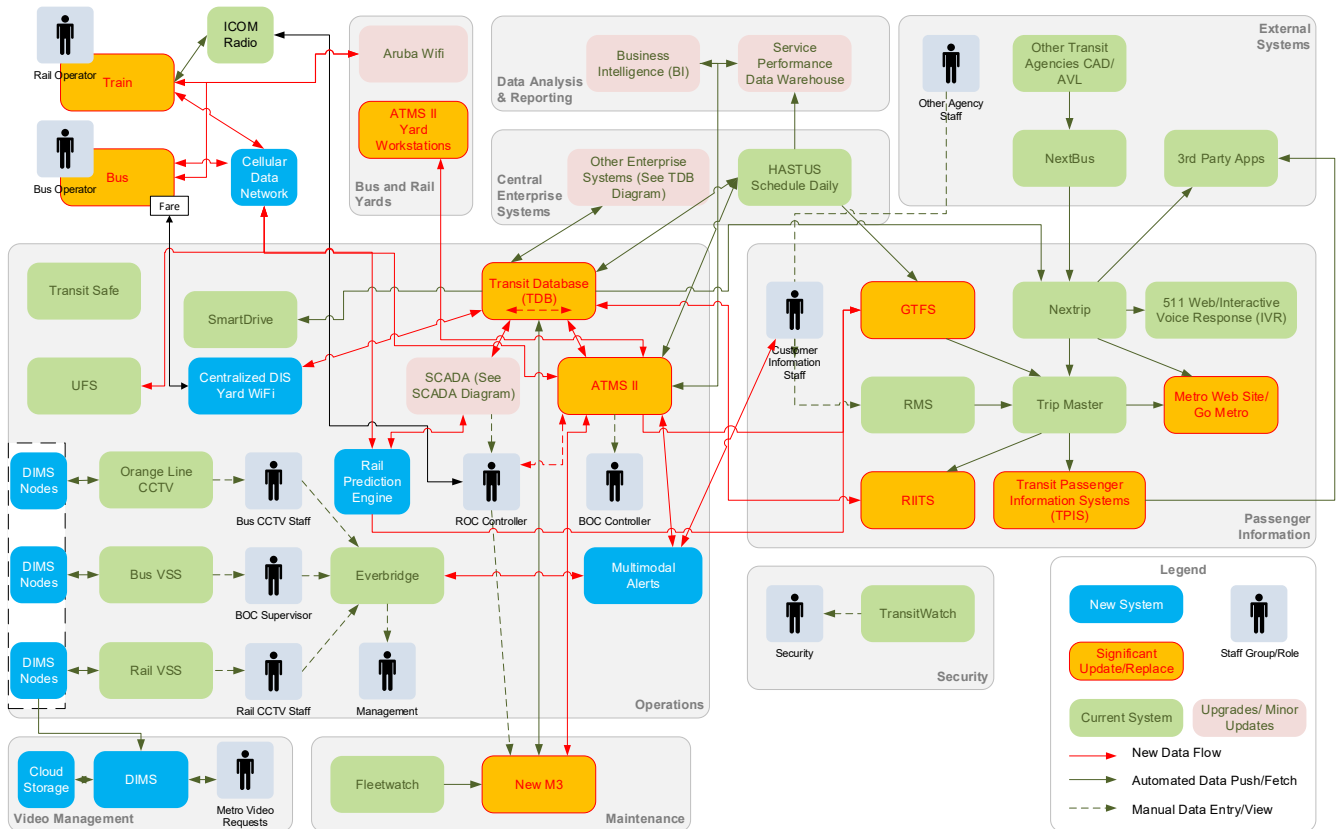 Rail Operator
Train
ICOM
Radio
Bus Operator
Bus
Fare
Cellular
Data
Network
Aruba Wifi
ATMS II
Yard
Workstations
Bus and Rail
Yards
Business
Intelligence (BI)
Service
Performance
Data Warehouse
Data Analysis
& Reporting
Other Enterprise
Systems (See TDB
Diagram)
HASTUS
Schedule Daily
Central
Enterprise
Systems
External
Systems
Other Agency
Staff
Other Transit
Agencies CAD/
AVL
NextBus
3rd Party Apps
Transit Safe
SmartDrive
UFS
Centralized DIS
Yard WiFi
Transit Database
(TDB)
SCADA (See
SCADA Diagram)
ATMS II
DIMS
Nodes
Orange Line
CCTV
Bus CCTV Staff
Rail
Prediction
Engine
ROC Controller
BOC Controller
DIMS
Nodes
Bus VSS
BOC Supervisor
Everbridge
Multimodal
Alerts
DIMS
Nodes
Rail VSS
Rail CCTV Staff
Management
Operations
Customer
Information
Staff
GTFS
Nextrip
511 Web/Interactive
Voice Response (IVR)
RMS
Trip Master
Metro Web Site/
Go Metro
RIITS
Transit Passenger
Information Systems
(TPIS)
Passenger
Information
Security
TransitWatch
Security
Cloud
Storage
DIMS
Metro Video
Requests
Video Management
Fleetwatch
New M3
Maintenance
Legend
New System
Significant
Update/Replace
Staff Group/Role
Current System
Upgrades/ Minor
Updates
New Data Flow
Automated Data Push/Fetch
Manual Data Entry/View